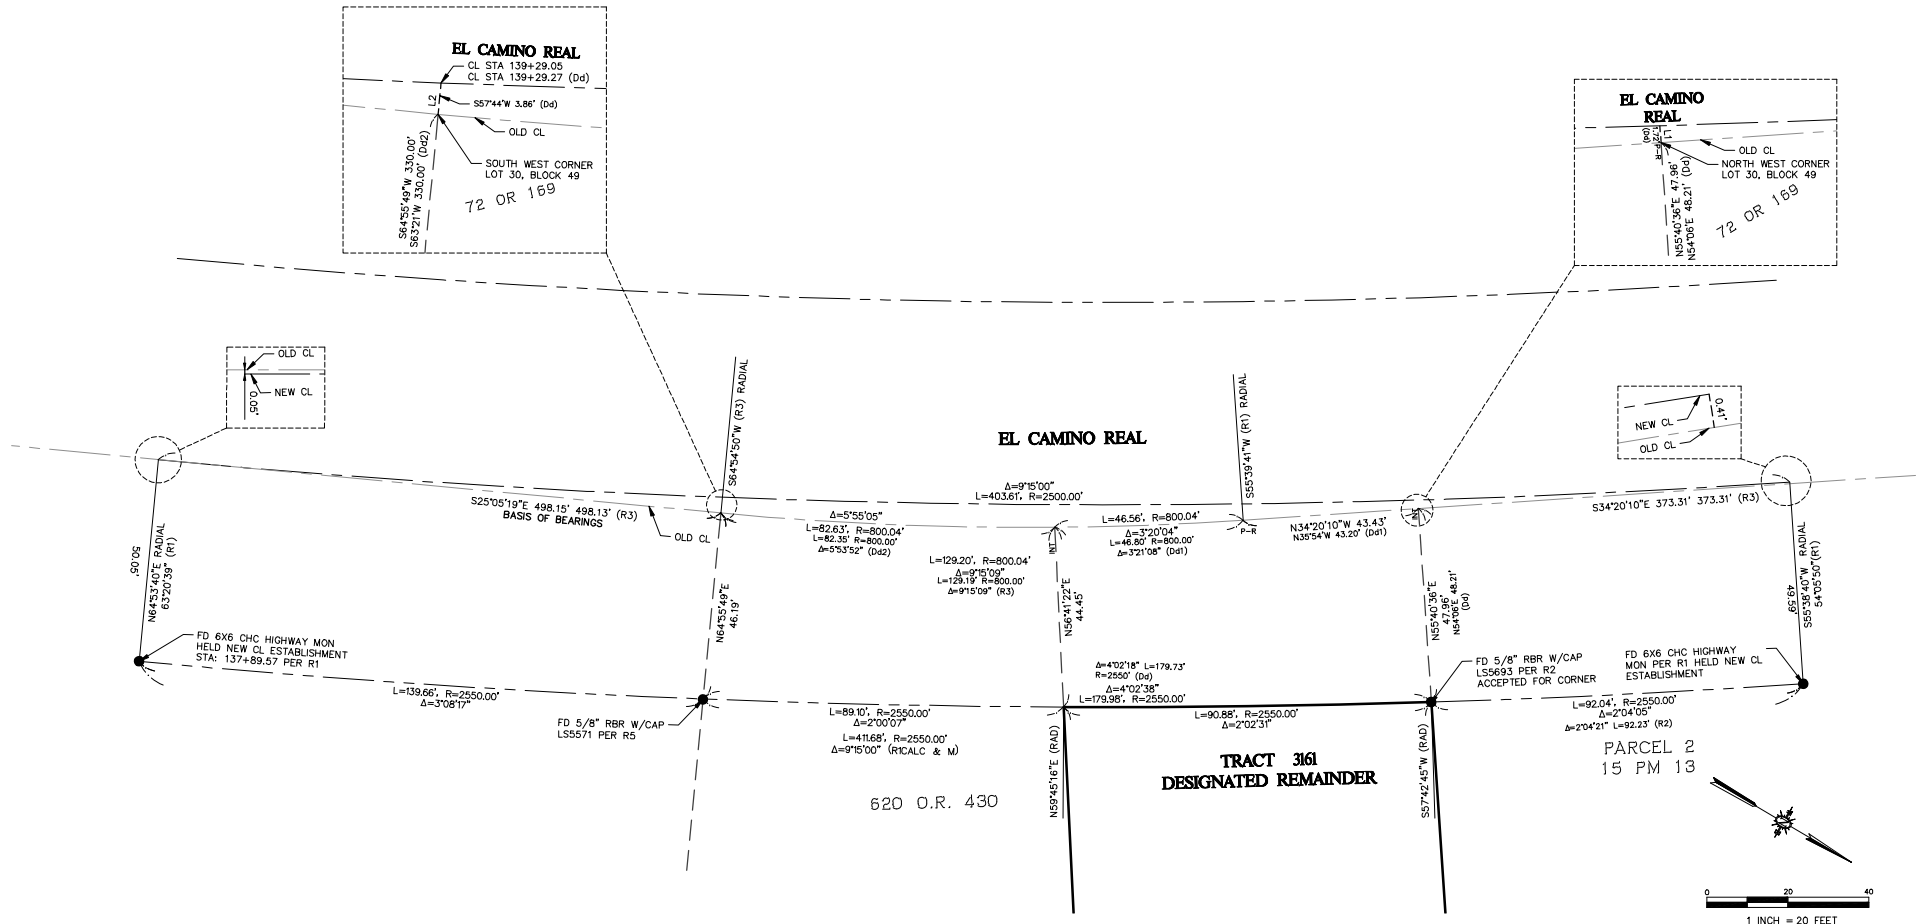 EL CAMINO REAL
CL STA 139+29.05
CL STA 139+29.27 (Dd)
L2
S57°44'W 3.86' (Dd)
OLD CL
SOUTH WEST CORNER
LOT 30, BLOCK 49
S64°55'49"W 330.00'
S63°21'W 330.00' (Dd2)
72 OR 169
EL CAMINO
REAL
1.72' P-R
(Dd)
L1
OLD CL
NORTH WEST CORNER
LOT 30, BLOCK 49
N55°40'36"E 47.96'
N54°06'E 48.21' (Dd)
72 OR 169
OLD CL
NEW CL
0.05'
0.41'
NEW CL
OLD CL
S64°54'50"W (R3) RADIAL
EL CAMINO REAL
S55°39'41"W (R1) RADIAL
Δ=9°15'00"
L=403.61', R=2500.00'
S25°05'19"E 498.15' 498.13' (R3)
BASIS OF BEARINGS
OLD CL
Δ=5°55'05"
L=82.63', R=800.04'
L=82.35' R=800.00'
Δ=5°53'52" (Dd2)
L=46.56', R=800.04'
Δ=3°20'04"
L=46.80' R=800.00'
Δ=3°21'08" (Dd1)
P-R
N34°20'10"W 43.43'
N35°54'W 43.20' (Dd1)
INT
S34°20'10"E 373.31' 373.31' (R3)
L=129.20', R=800.04'
Δ=9°15'09"
L=129.19' R=800.00'
Δ=9°15'09" (R3)
INT
50.05'
N64°53'40"E RADIAL
63°20'39" (R1)
N64°55'49"E
46.19'
N56°41'22"E
44.45'
N55°40'36"E
47.96'
N54°06'E 48.21'
(Dd)
S55°38'40"W RADIAL
54°05'50"(R1)
49.59'
FD 6X6 CHC HIGHWAY MON
HELD NEW CL ESTABLISHMENT
STA: 137+89.57 PER R1
L=139.66', R=2550.00'
Δ=3°08'17"
FD 5/8" RBR W/CAP
LS5571 PER R5
L=89.10', R=2550.00'
Δ=2°00'07"
L=411.68', R=2550.00'
Δ=9°15'00" (R1CALC & M)
Δ=4°02'18" L=179.73'
R=2550' (Dd)
Δ=4°02'38"
L=179.98', R=2550.00'
L=90.88', R=2550.00'
Δ=2°02'31"
FD 5/8" RBR W/CAP
LS5693 PER R2
ACCEPTED FOR CORNER
FD 6X6 CHC HIGHWAY
MON PER R1 HELD NEW CL
ESTABLISHMENT
L=92.04', R=2550.00'
Δ=2°04'05"
Δ=2°04'21" L=92.23' (R2)
N59°45'16"E (RAD)
S57°42'45"W (RAD)
TRACT 3161
DESIGNATED REMAINDER
620 O.R. 430
PARCEL 2
15 PM 13
0 20 40
1 INCH = 20 FEET